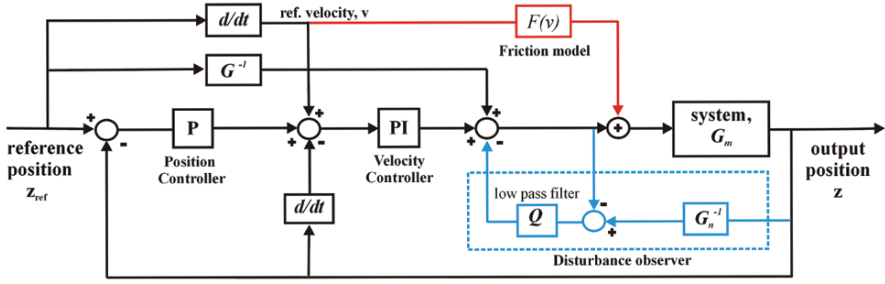 d/dt
ref. velocity, v
F(v)
Friction model
G⁻¹
+
+
+
P
Position
Controller
-
+
+
-
PI
Velocity
Controller
+
-
+
system,
Gₘ
reference
position
z_ref
output
position
z
d/dt
low pass filter
Q
-
+
Gₙ⁻¹
Disturbance observer